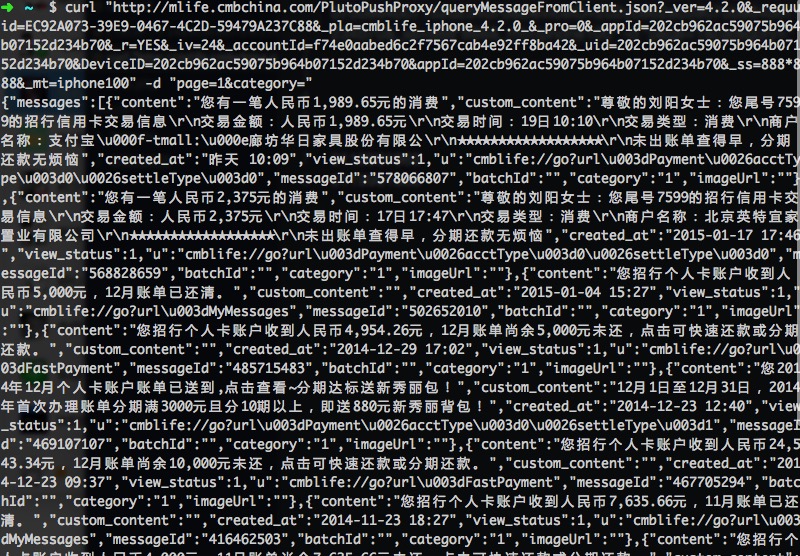 ➜ ~ $ curl "http://mlife.cmbchina.com/PlutoPushProxy/queryMessageFromClient.json?_ver=4.2.0&_requu
id=EC92A073-39E9-0467-4C2D-59479A237C88&_pla=cmblife_iphone_4.2.0_&_pro=0&_appId=202cb962ac59075b964
b07152d234b70&_r=YES&_iv=24&_accountId=f74e0aabed6c2f7567cab4e92ff8ba42&_uid=202cb962ac59075b964b071
52d234b70&DeviceID=202cb962ac59075b964b07152d234b70&appId=202cb962ac59075b964b07152d234b70&_ss=888*8
88&_mt=iphone100" -d "page=1&category="
{"messages":[{"content":"您有一笔人民币1,989.65元的消费","custom_content":"尊敬的刘阳女士：您尾号759
9的招行信用卡交易信息\r\n交易金额：人民币1,989.65元\r\n交易时间：19日10:10\r\n交易类型：消费\r\n商户
名称：支付宝\u000f-tmall:\u000e廊坊华日家具股份有限公\r\n★★★★★★★★★★★★★★★★★★\r\n未出账单查得早，分期
还款无烦恼","created_at":"昨天 10:09","view_status":1,"u":"cmblife://go?url\u003dPayment\u0026acctTy
pe\u003d0\u0026settleType\u003d0","messageId":"578066807","batchId":"","category":"1","imageUrl":""}
,{"content":"您有一笔人民币2,375元的消费","custom_content":"尊敬的刘阳女士：您尾号7599的招行信用卡交
易信息\r\n交易金额：人民币2,375元\r\n交易时间：17日17:47\r\n交易类型：消费\r\n商户名称：北京英特宜家
置业有限公司\r\n★★★★★★★★★★★★★★★★★★\r\n未出账单查得早，分期还款无烦恼","created_at":"2015-01-17 17:46
","view_status":1,"u":"cmblife://go?url\u003dPayment\u0026acctType\u003d0\u0026settleType\u003d0","m
essageId":"568828659","batchId":"","category":"1","imageUrl":""},{"content":"您招行个人卡账户收到人
民币5,000元，12月账单已还清。","custom_content":"","created_at":"2015-01-04 15:27","view_status":1,"
u":"cmblife://go?url\u003dMyMessages","messageId":"502652010","batchId":"","category":"1","imageUrl"
:""},{"content":"您招行个人卡账户收到人民币4,954.26元，12月账单尚余5,000元未还，点击可快速还款或分期
还款。","custom_content":"","created_at":"2014-12-29 17:02","view_status":1,"u":"cmblife://go?url\u0
03dFastPayment","messageId":"485715483","batchId":"","category":"1","imageUrl":""},{"content":"您201
4年12月个人卡账户账单已送到,点击查看~分期达标送新秀丽包！","custom_content":"12月1日至12月31日，2014
年首次办理账单分期满3000元且分10期以上，即送880元新秀丽背包！","created_at":"2014-12-23 12:40","view_
status":1,"u":"cmblife://go?url\u003dPayment\u0026acctType\u003d0\u0026settleType\u003d1","messageId
":"469107107","batchId":"","category":"1","imageUrl":""},{"content":"您招行个人卡账户收到人民币24,5
43.34元，12月账单尚余10,000元未还，点击可快速还款或分期还款。","custom_content":"","created_at":"201
4-12-23 09:37","view_status":1,"u":"cmblife://go?url\u003dFastPayment","messageId":"467705294","batc
hId":"","category":"1","imageUrl":""},{"content":"您招行个人卡账户收到人民币7,635.66元，11月账单已还
清。","custom_content":"","created_at":"2014-11-23 18:27","view_status":1,"u":"cmblife://go?url\u003
dMyMessages","messageId":"416462503","batchId":"","category":"1","imageUrl":""},{"content":"您招行个